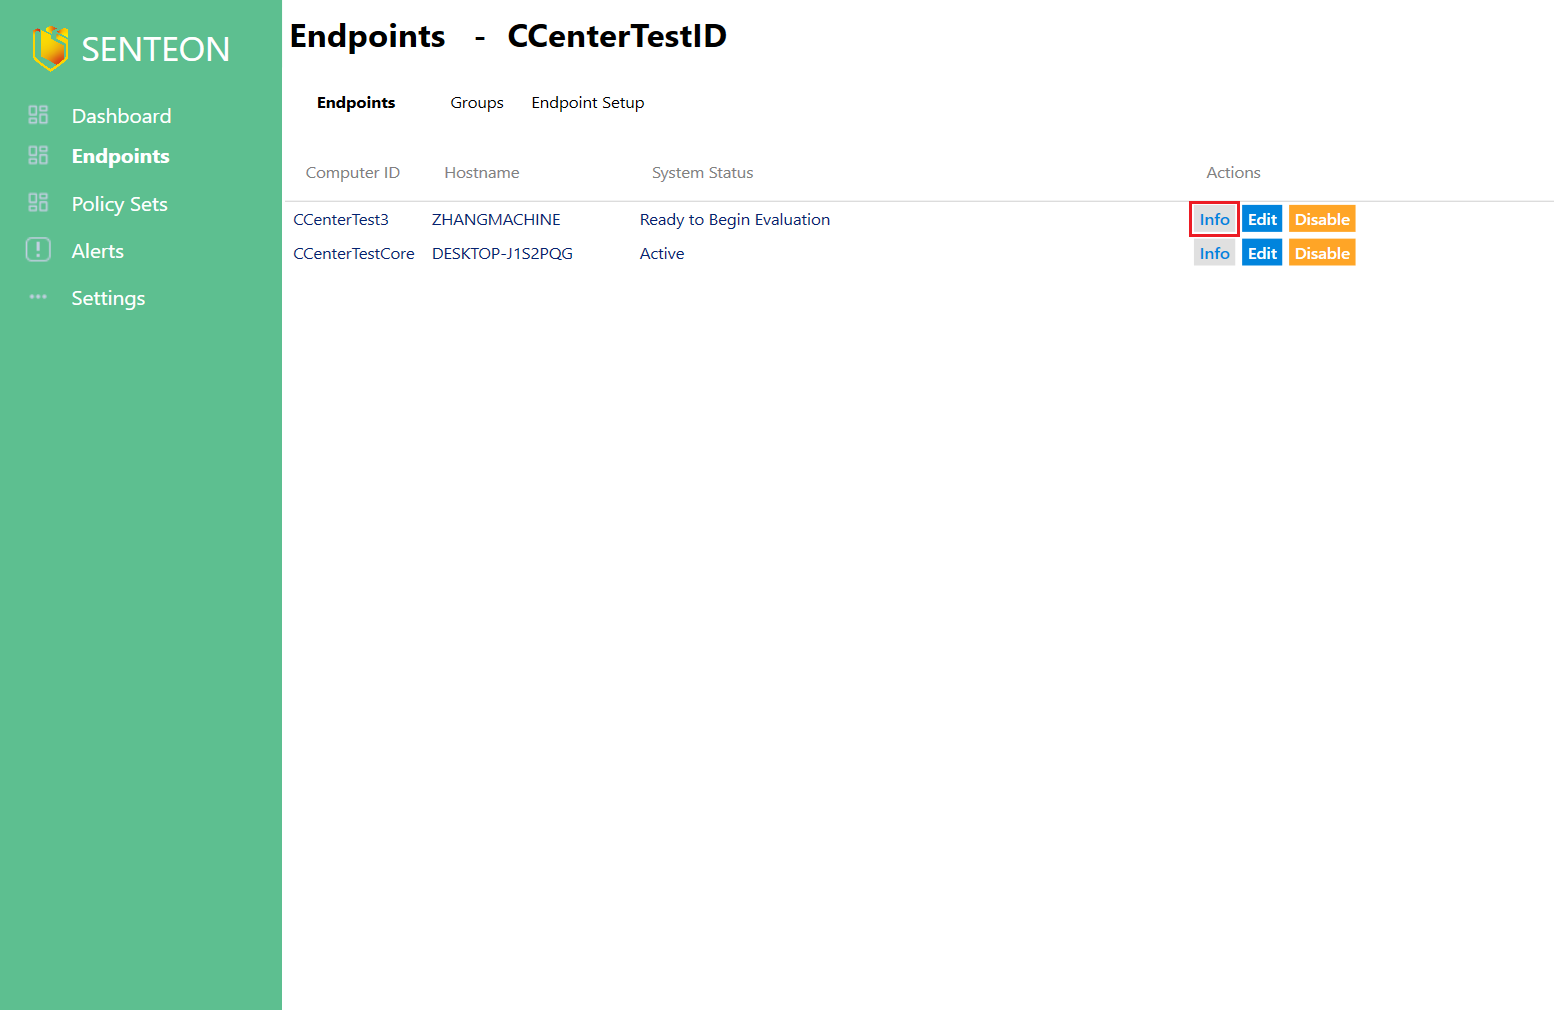 SENTEON
Dashboard
Endpoints
Policy Sets
Alerts
Settings
Endpoints - CCenterTestID
Endpoints Groups Endpoint Setup
Computer ID Hostname System Status Actions
CCenterTest3 ZHANGMACHINE Ready to Begin Evaluation Info Edit Disable
CCenterTestCore DESKTOP-J1S2PQG Active Info Edit Disable